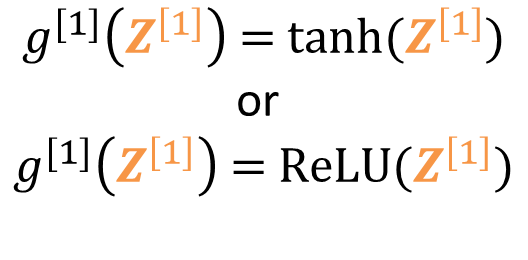 g^[1](Z^[1]) = tanh(Z^[1])
or
g^[1](Z^[1]) = ReLU(Z^[1])